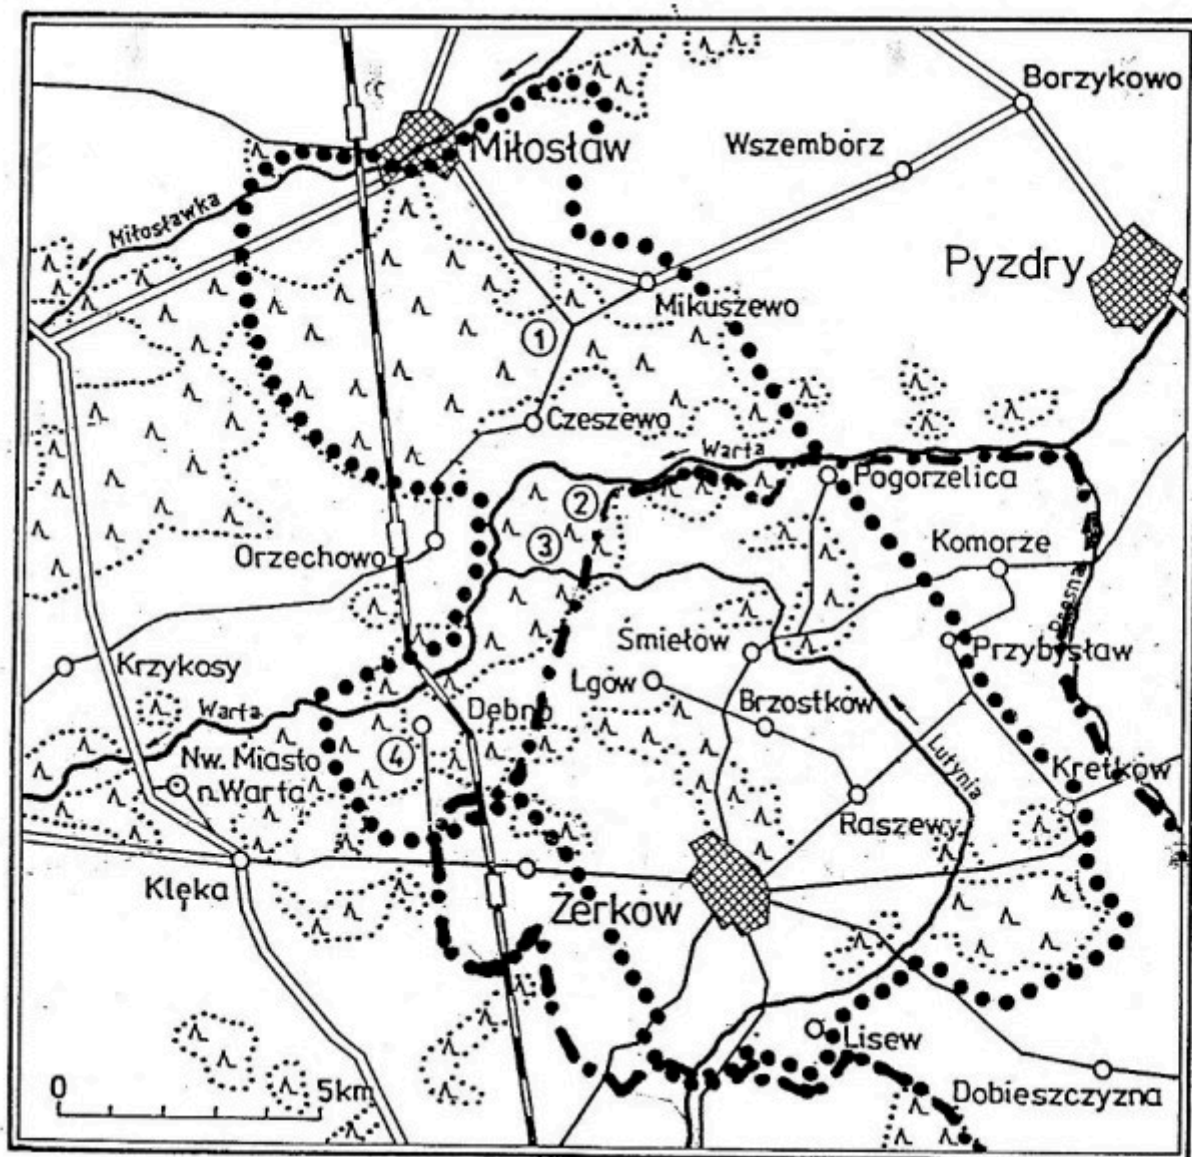 Borzykowo
Miłosław
Wszembórz
Miłosławka
Pyzdry
Mikuszewo
1
Czeszewo
Warta
Pogorzelica
2
3
Orzechowo
Komorze
Prosna
Śmiełów
Przybysław
Krzykosy
Lgów
Brzostków
Warta
Dębno
Lutynia
4
Nw. Miasto
n.Wartą
Kretków
Raszewy
Klęka
Żerków
Lisew
0
5km
Dobieszczyzna